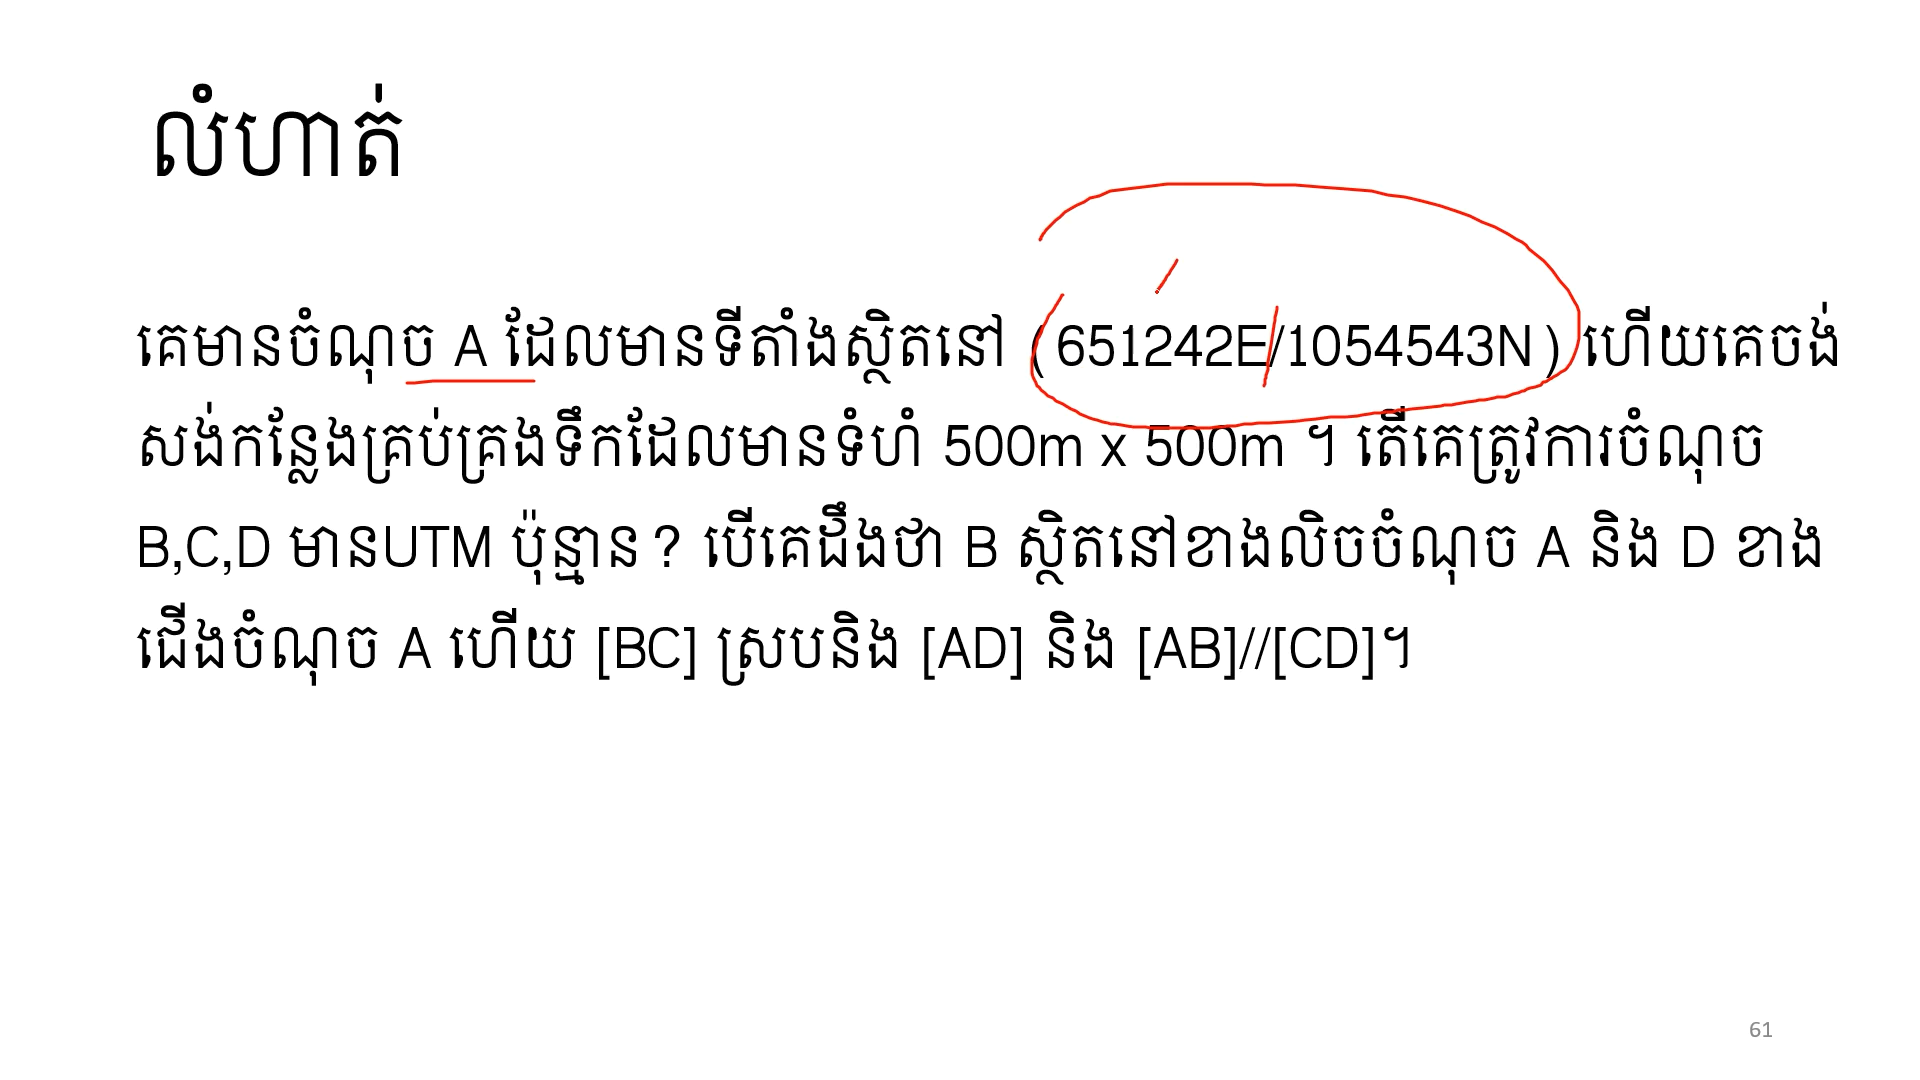 លំហាត់
គេមានចំណុច A ដែលមានទីតាំងស្ថិតនៅ (651242E/1054543N) ហើយគេចង់
សង់កន្លែងគ្រប់គ្រងទឹកដែលមានទំហំ 500m x 500m ។ តើគេត្រូវការចំណុច
B,C,D មានUTM ប៉ុន្មាន? បើគេដឹងថា B ស្ថិតនៅខាងលិចចំណុច A និង D ខាង
ជើងចំណុច A ហើយ [BC] ស្របនិង [AD] និង [AB]//[CD]។
61